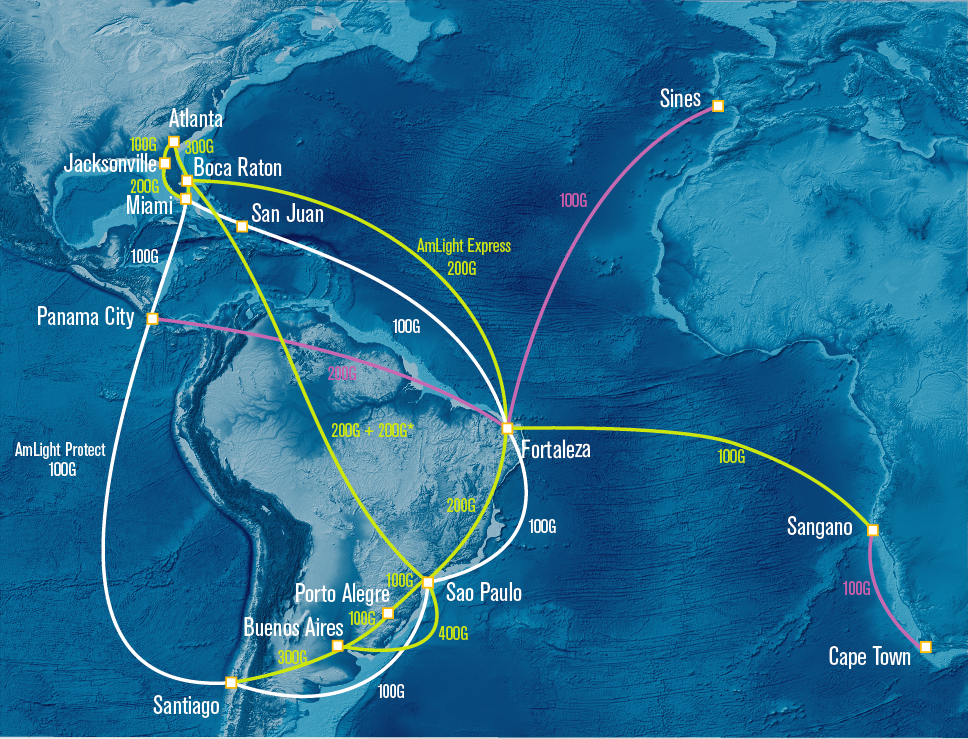 Atlanta
100G
300G
Jacksonville
Boca Raton
200G
Miami
San Juan
Sines
100G
100G
AmLight Express
200G
Panama City
100G
200G
200G + 200G*
Fortaleza
AmLight Protect
100G
100G
200G
100G
Sangano
100G
Porto Alegre
Sao Paulo
100G
100G
Buenos Aires
400G
300G
Cape Town
100G
Santiago